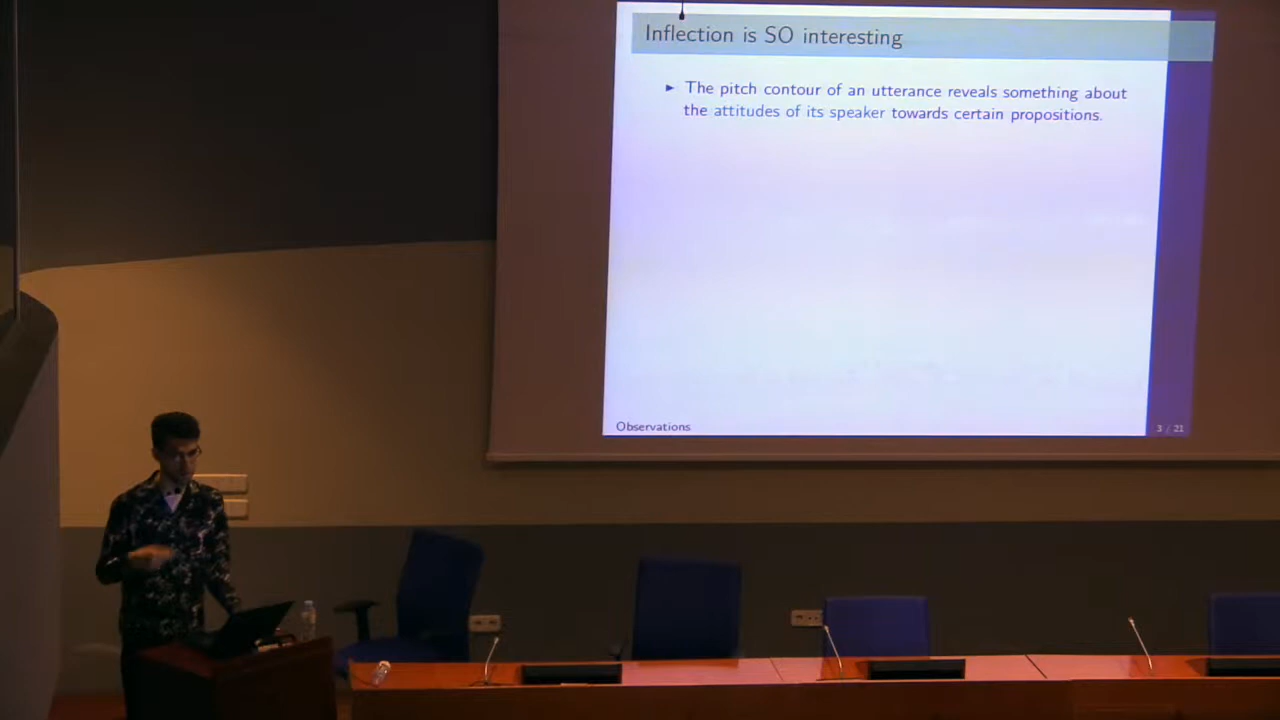 Inflection is SO interesting
► The pitch contour of an utterance reveals something about
the attitudes of its speaker towards certain propositions.
Observations
3 / 21